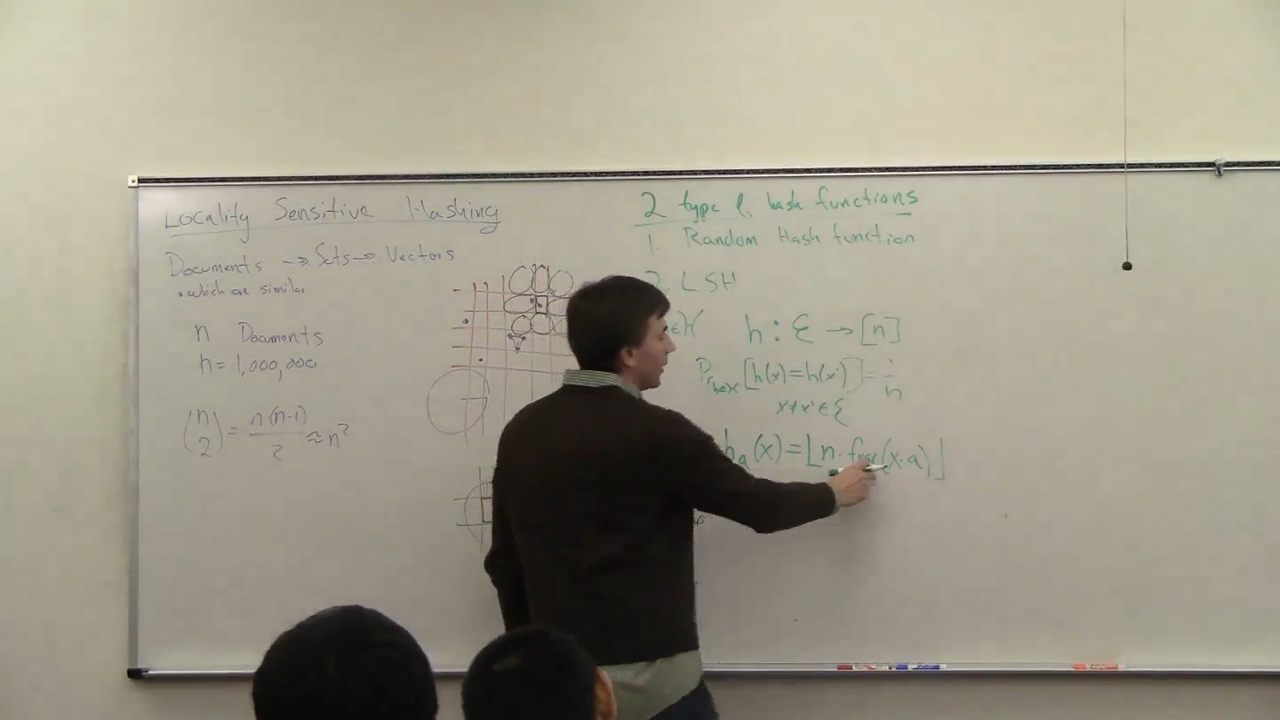 Locality Sensitive Hashing
Documents → Sets → Vectors
• which are similar
n Documents
n = 1,000,000
(n 2) = n(n-1) / 2 ≈ n²
2 type of hash functions
1. Random Hash function
2. LSH
h ∈ H h : Σ → [n]
Pr h∈H [h(x) = h(x')] = 1/n
x ≠ x' ∈ Σ
h_a(x) = ⌊n · frac(x·a)⌋